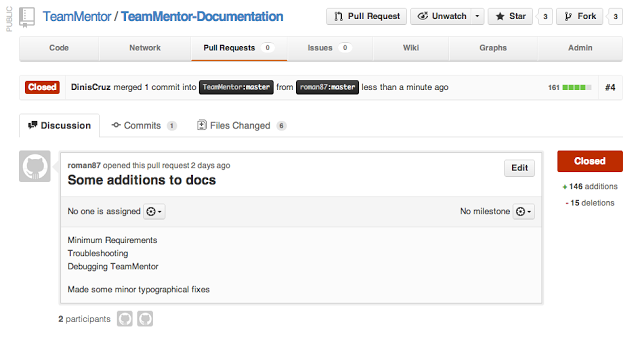 PUBLIC
TeamMentor / TeamMentor-Documentation
Pull Request Unwatch Star 3 Fork 3
Code Network Pull Requests 0 Issues 0 Wiki Graphs Admin
Closed DinisCruz merged 1 commit into TeamMentor:master from roman87:master less than a minute ago 161 #4
Discussion Commits 1 Files Changed 6
roman87 opened this pull request 2 days ago
Some additions to docs
Edit
Closed
+ 146 additions
- 15 deletions
No one is assigned No milestone
Minimum Requirements
Troubleshooting
Debugging TeamMentor
Made some minor typographical fixes
2 participants